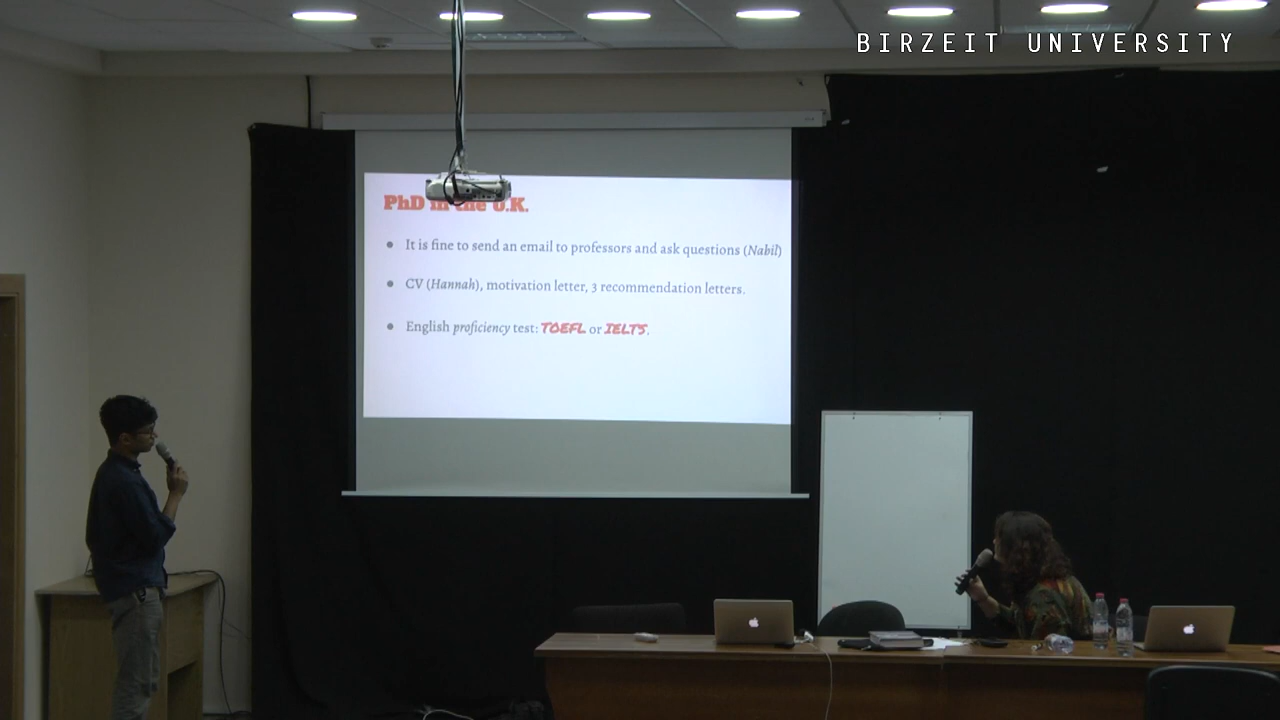 BIRZEIT UNIVERSITY
PhD in the U.K.
It is fine to send an email to professors and ask questions (Nabil)
CV (Hannah), motivation letter, 3 recommendation letters.
English proficiency test: TOEFL or IELTS.